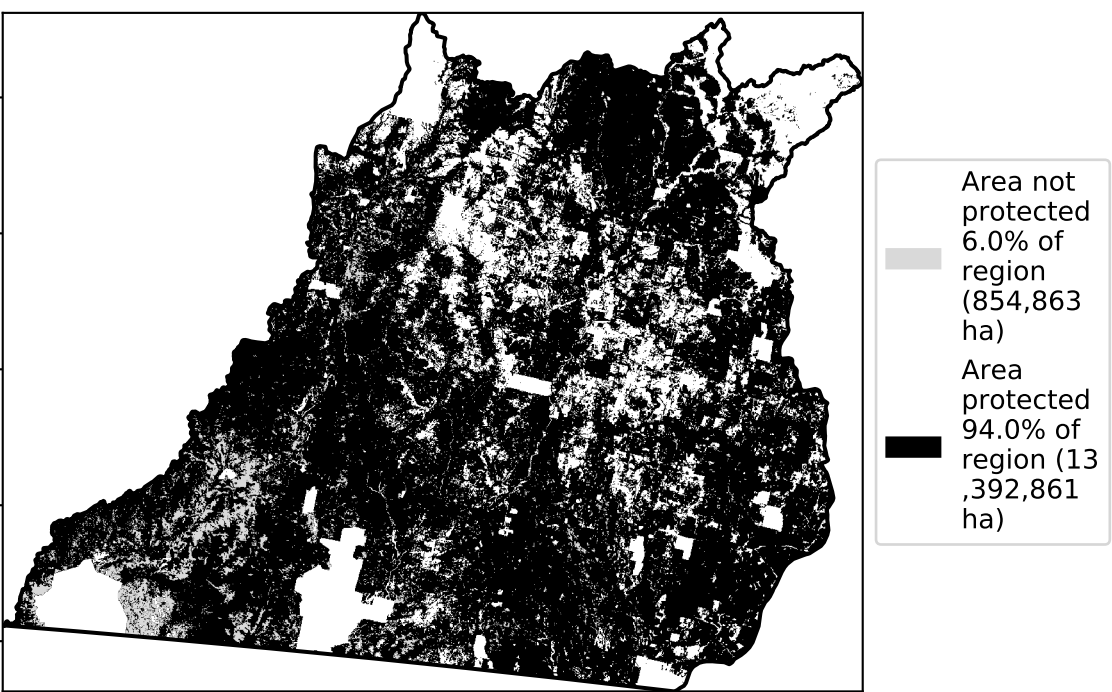 Area not
protected
6.0% of
region
(854,863
ha)
Area
protected
94.0% of
region (13
,392,861
ha)